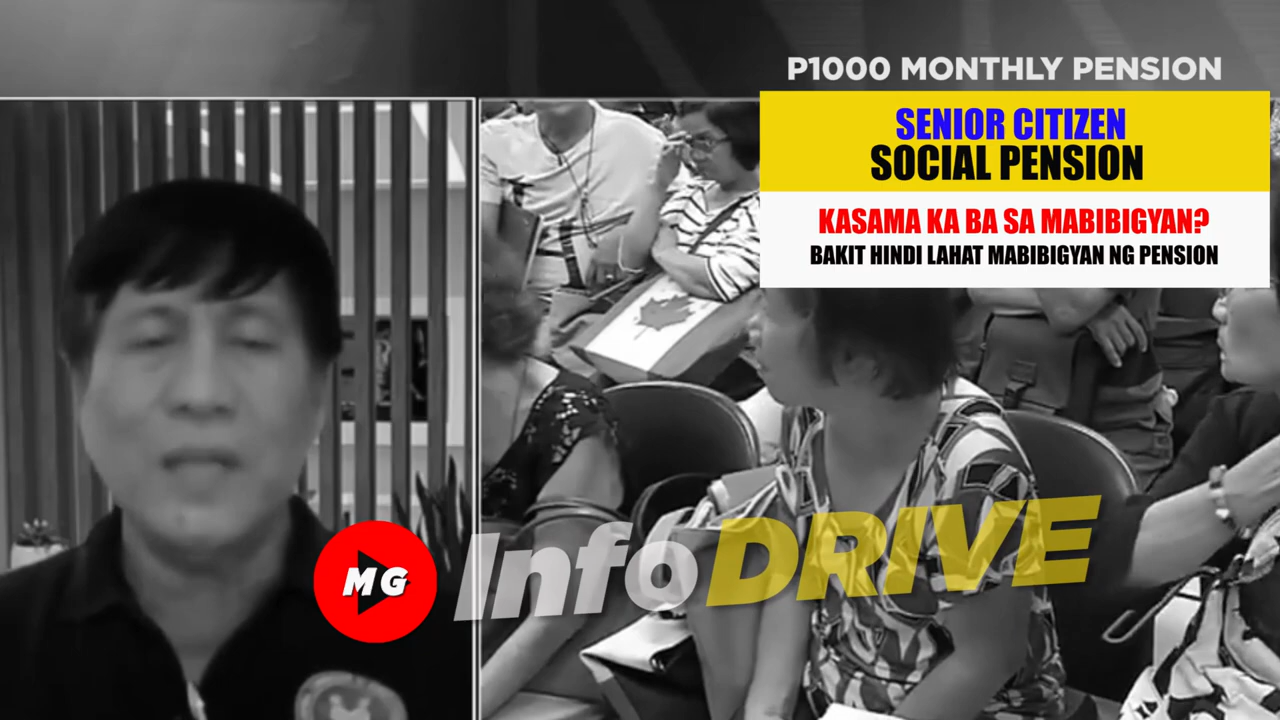 P1000 MONTHLY PENSION
SENIOR CITIZEN
SOCIAL PENSION
KASAMA KA BA SA MABIBIGYAN?
BAKIT HINDI LAHAT MABIBIGYAN NG PENSION
MG
InfoDRIVE